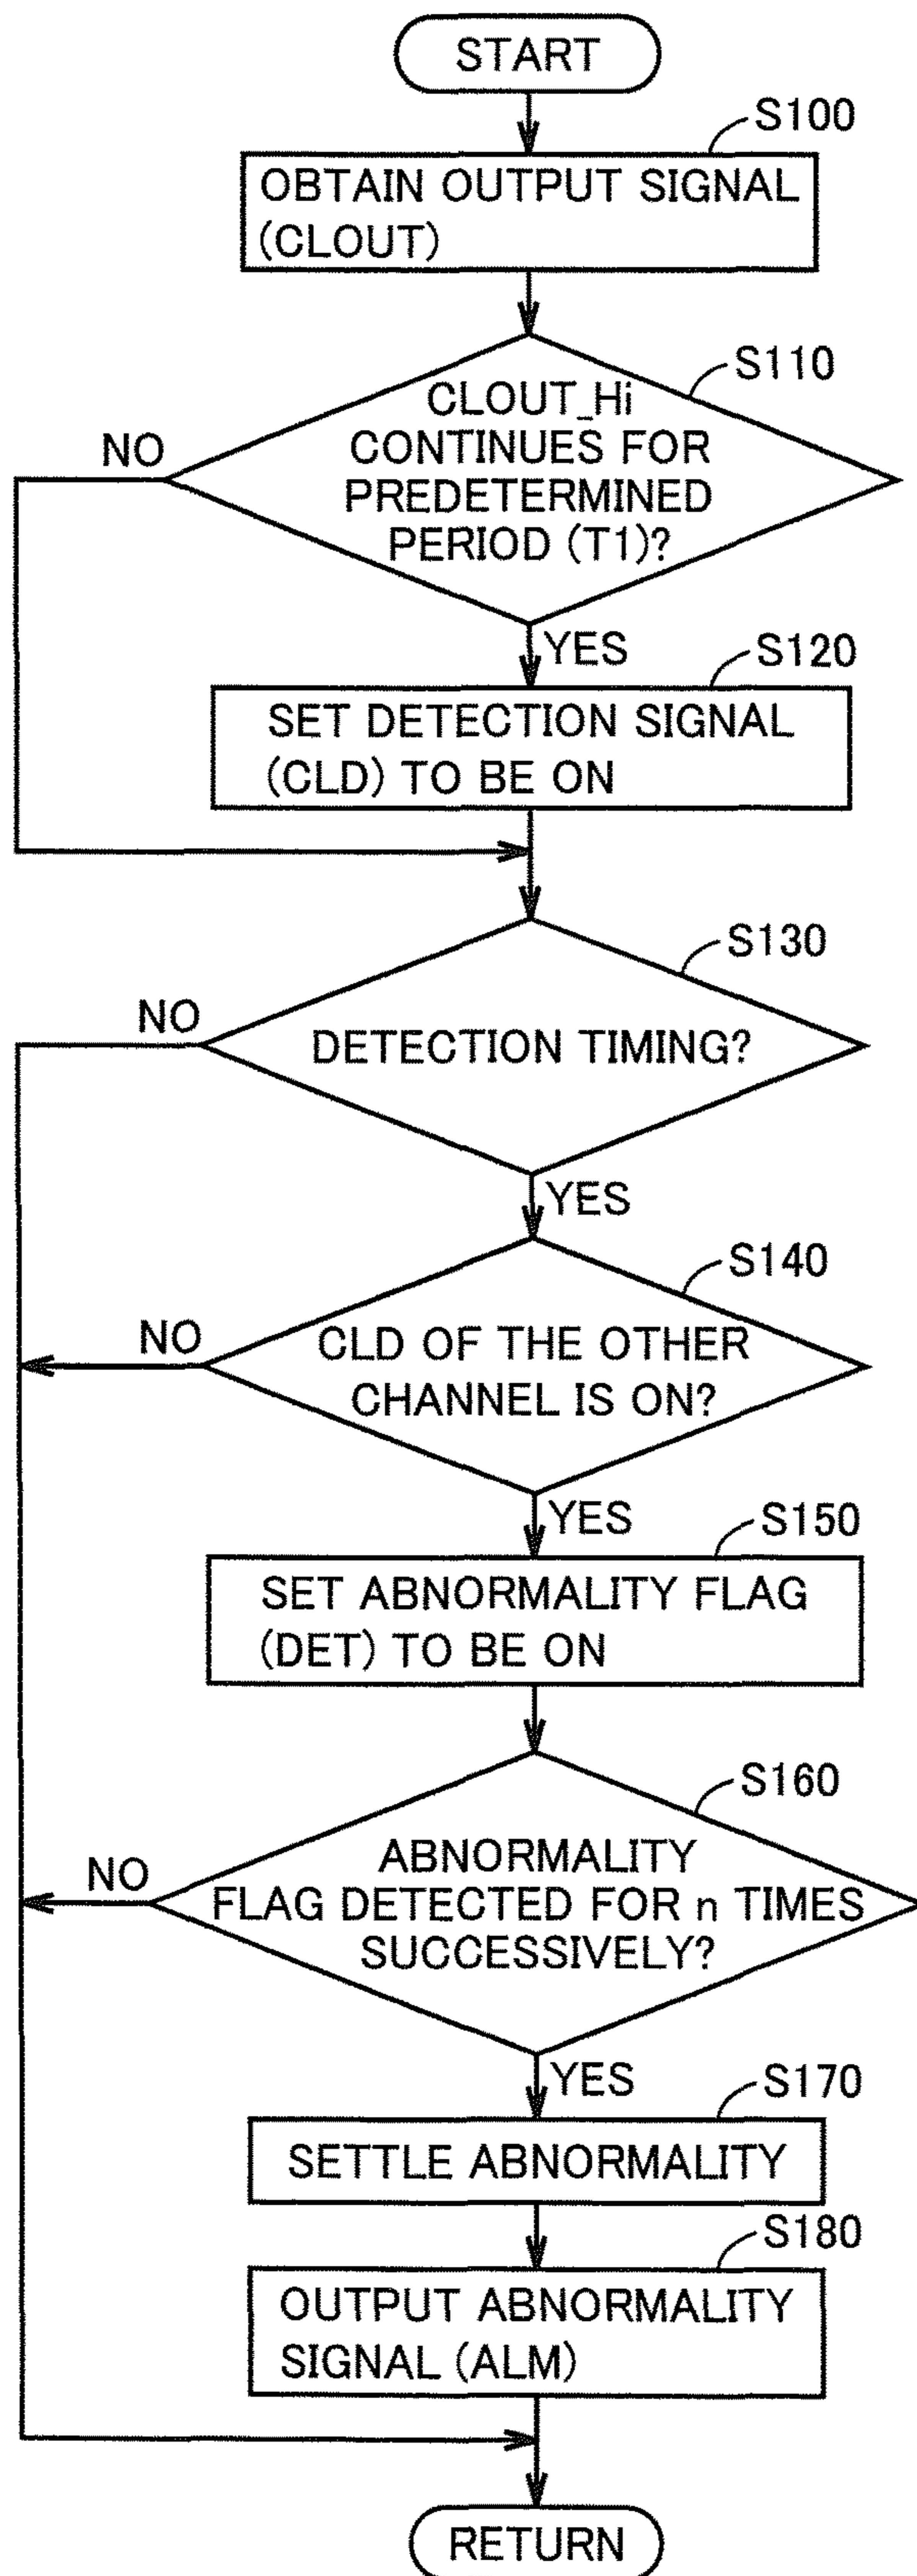 START
S100
OBTAIN OUTPUT SIGNAL
(CLOUT)
S110
CLOUT_Hi
CONTINUES FOR
PREDETERMINED
PERIOD (T1)?
NO
YES
S120
SET DETECTION SIGNAL
(CLD) TO BE ON
S130
NO
DETECTION TIMING?
YES
S140
NO
CLD OF THE OTHER
CHANNEL IS ON?
YES
S150
SET ABNORMALITY FLAG
(DET) TO BE ON
S160
ABNORMALITY
NO
FLAG DETECTED FOR n TIMES
SUCCESSIVELY?
YES
S170
SETTLE ABNORMALITY
S180
OUTPUT ABNORMALITY
SIGNAL (ALM)
RETURN